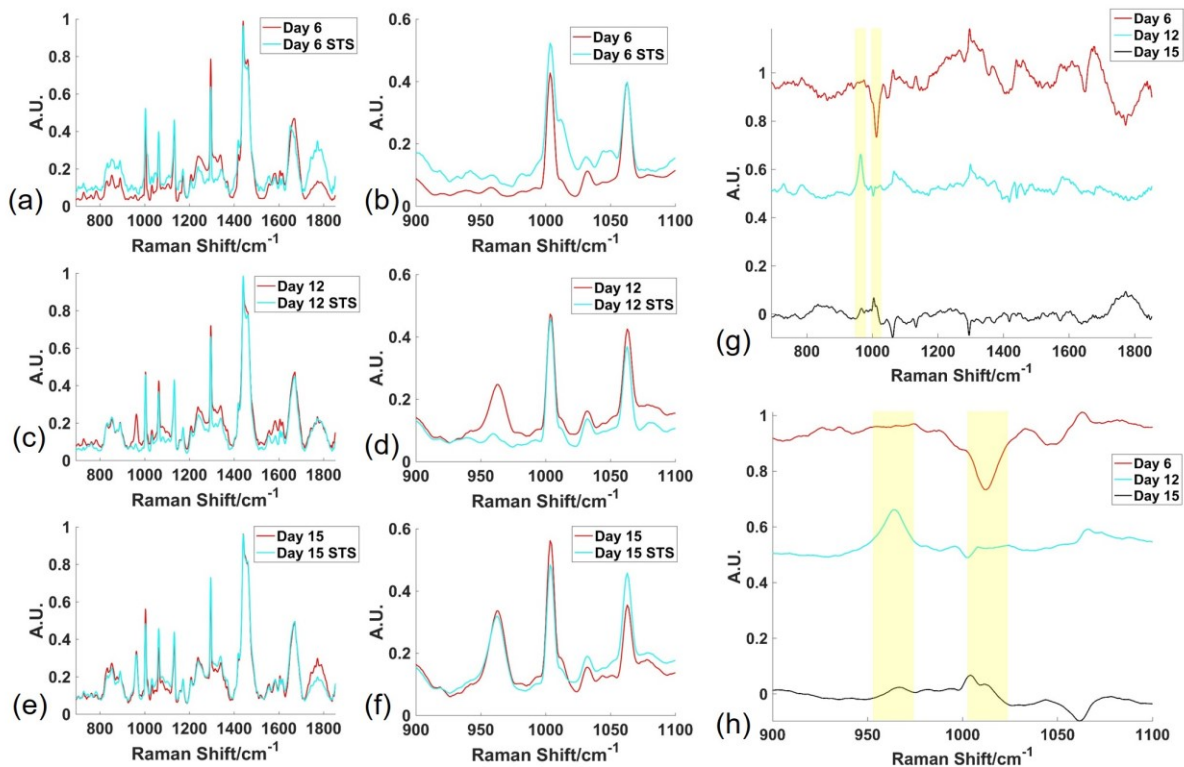 (a)
A.U.
1
0.8
0.6
0.4
0.2
0
800 1000 1200 1400 1600 1800
Raman Shift/cm-1
Day 6
Day 6 STS
(b)
A.U.
0.6
0.4
0.2
0
900 950 1000 1050 1100
Raman Shift/cm-1
Day 6
Day 6 STS
(c)
A.U.
1
0.8
0.6
0.4
0.2
0
800 1000 1200 1400 1600 1800
Raman Shift/cm-1
Day 12
Day 12 STS
(d)
A.U.
0.6
0.4
0.2
0
900 950 1000 1050 1100
Raman Shift/cm-1
Day 12
Day 12 STS
(e)
A.U.
1
0.8
0.6
0.4
0.2
0
800 1000 1200 1400 1600 1800
Raman Shift/cm-1
Day 15
Day 15 STS
(f)
A.U.
0.6
0.4
0.2
0
900 950 1000 1050 1100
Raman Shift/cm-1
Day 15
Day 15 STS
(g)
A.U.
1
0.8
0.6
0.4
0.2
0
800 1000 1200 1400 1600 1800
Raman Shift/cm-1
Day 6
Day 12
Day 15
(h)
A.U.
1
0.8
0.6
0.4
0.2
0
900 950 1000 1050 1100
Raman Shift/cm-1
Day 6
Day 12
Day 15